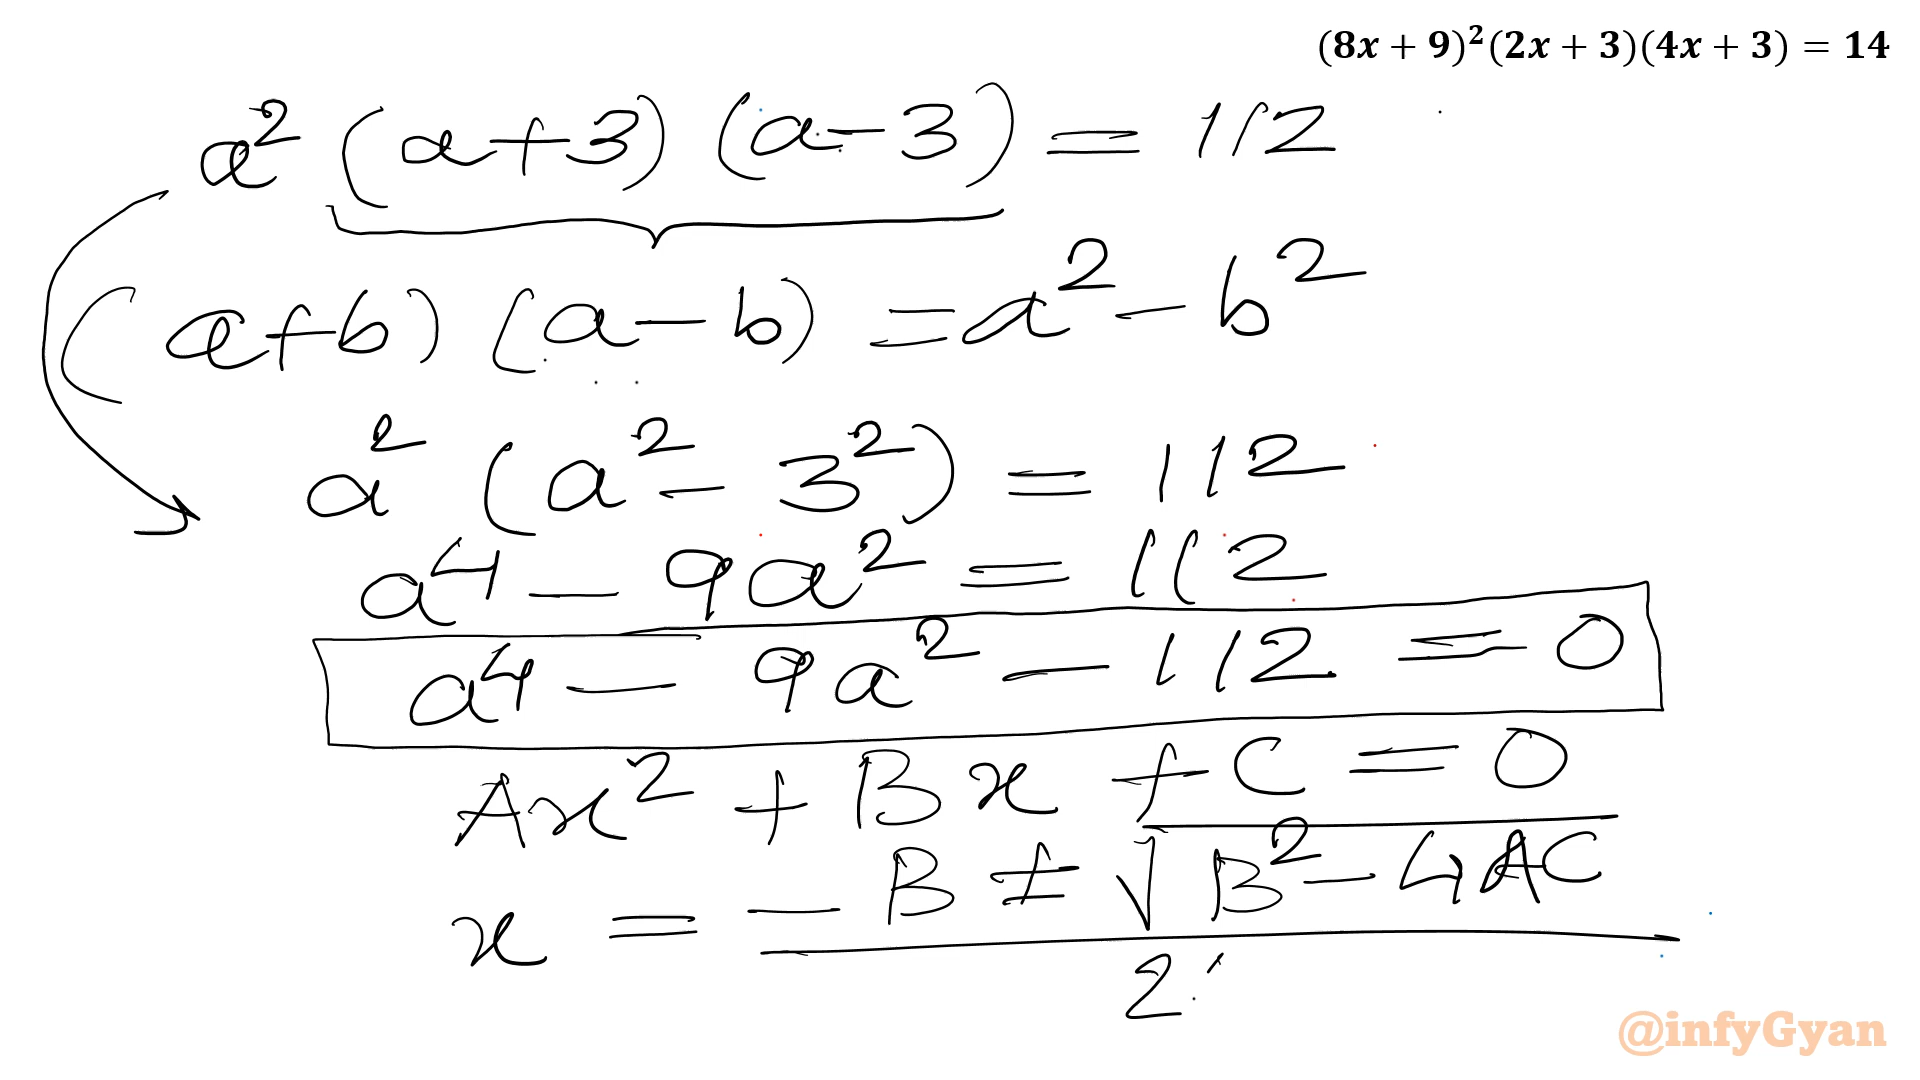 (8x + 9)²(2x + 3)(4x + 3) = 14
a² (a+3) (a-3) = 112
(a+b) (a-b) = a² - b²
a² (a² - 3²) = 112
a⁴ - 9a² = 112
a⁴ - 9a² - 112 = 0
Ax² + Bx + C = 0
x = -B ± √B² - 4AC
2
@infyGyan